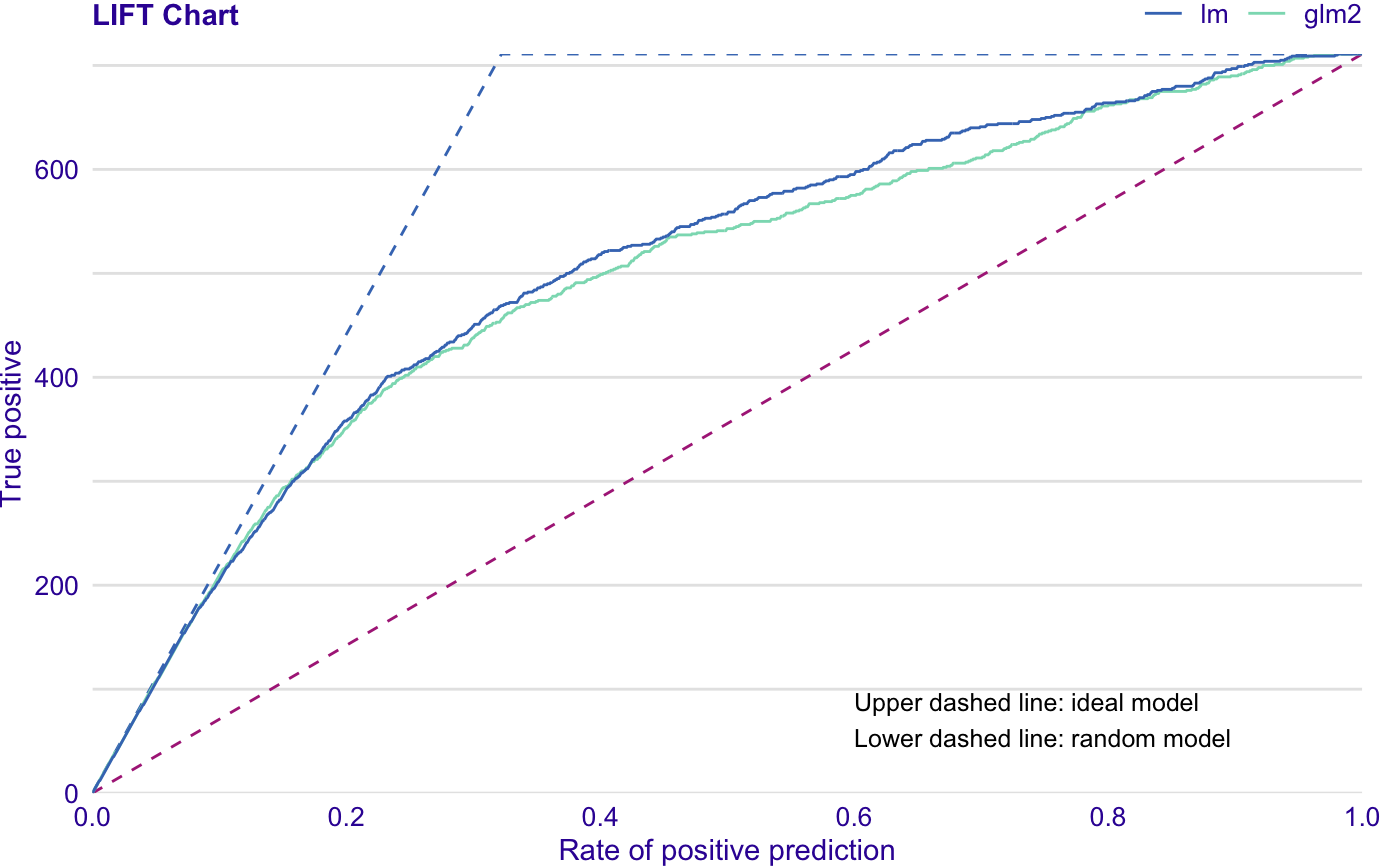 LIFT Chart
lm glm2
True positive
600
400
200
0
Upper dashed line: ideal model
Lower dashed line: random model
0.0 0.2 0.4 0.6 0.8 1.0
Rate of positive prediction